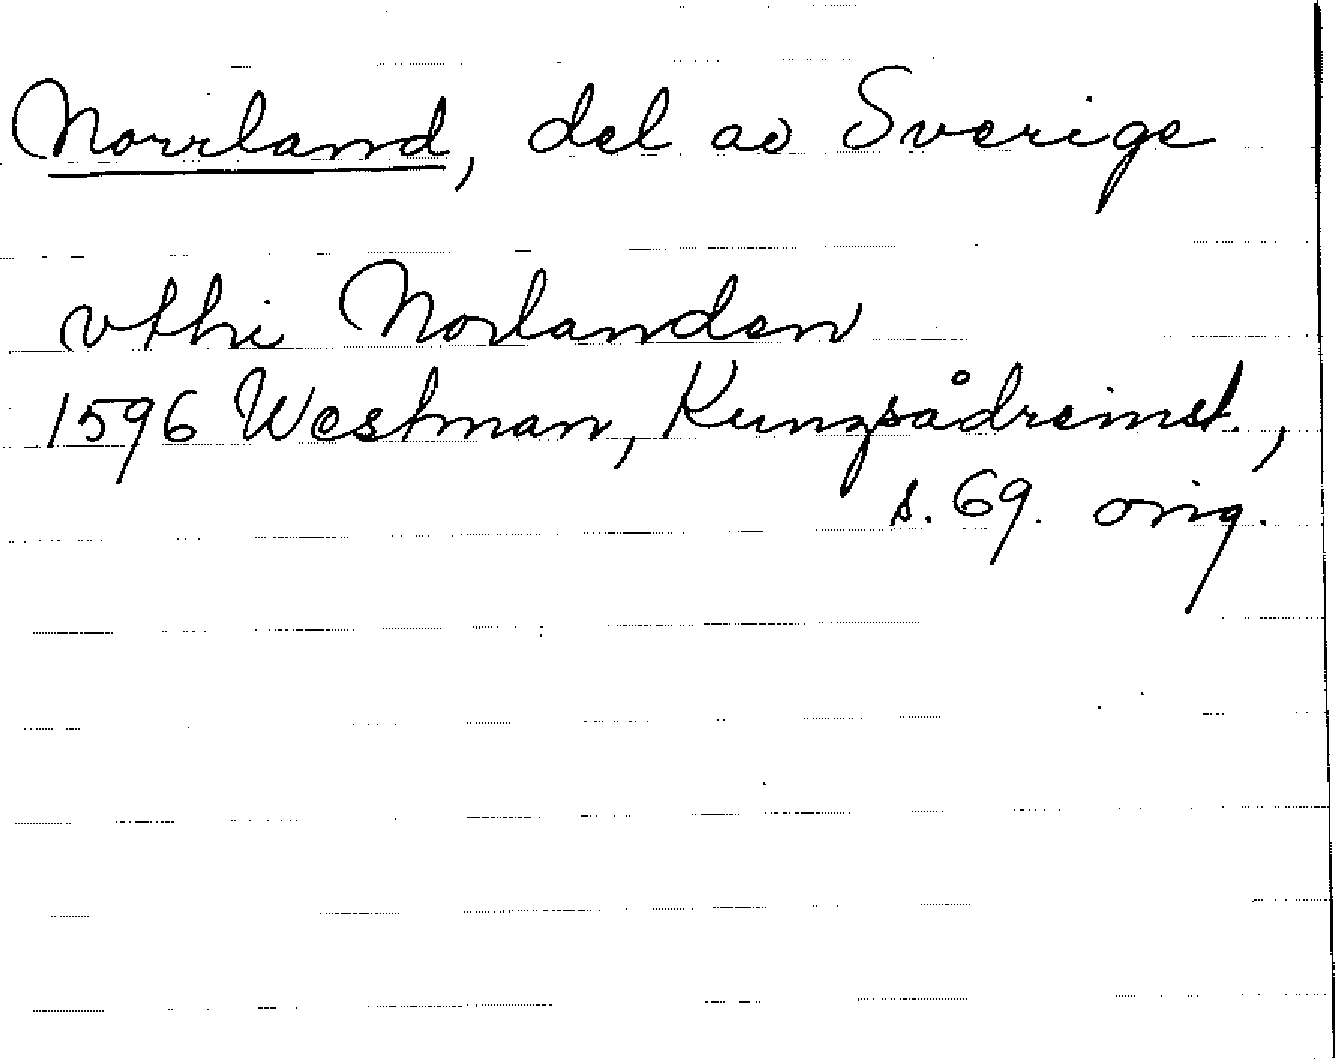 Norrland, del av Sverige
vthi Norlanden
1596 Westman, Kungsådreinst.,
s. 69. orig.